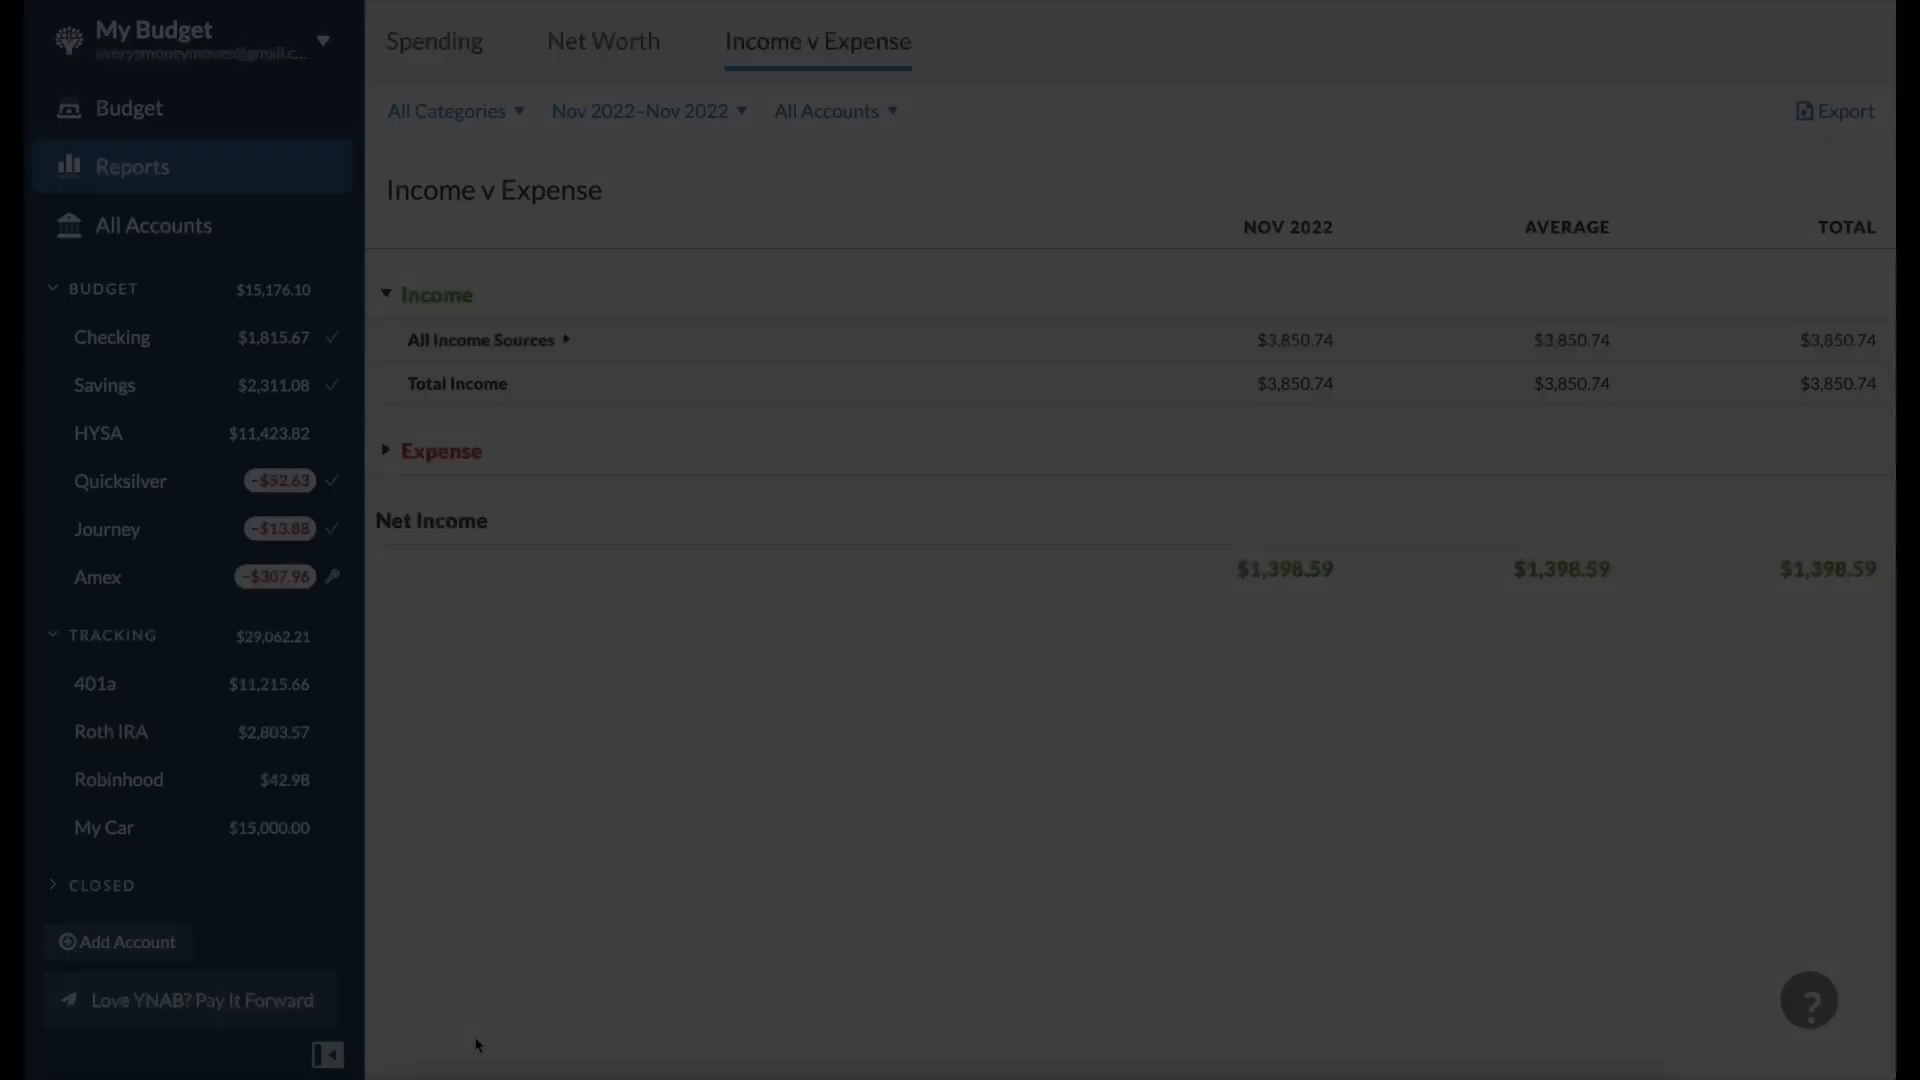 My Budget
averysmoneymoves@gmail.c...
Budget
Reports
All Accounts
BUDGET $15,176.10
Checking $1,815.67
Savings $2,311.08
HYSA $11,423.82
Quicksilver -$52.63
Journey -$13.88
Amex -$307.96
TRACKING $29,062.21
401a $11,215.66
Roth IRA $2,803.57
Robinhood $42.98
My Car $15,000.00
CLOSED
Add Account
Love YNAB? Pay It Forward
Spending Net Worth Income v Expense
All Categories Nov 2022–Nov 2022 All Accounts Export
Income v Expense
NOV 2022 AVERAGE TOTAL
Income
All Income Sources $3,850.74 $3,850.74 $3,850.74
Total Income $3,850.74 $3,850.74 $3,850.74
Expense
Net Income
$1,398.59 $1,398.59 $1,398.59
?